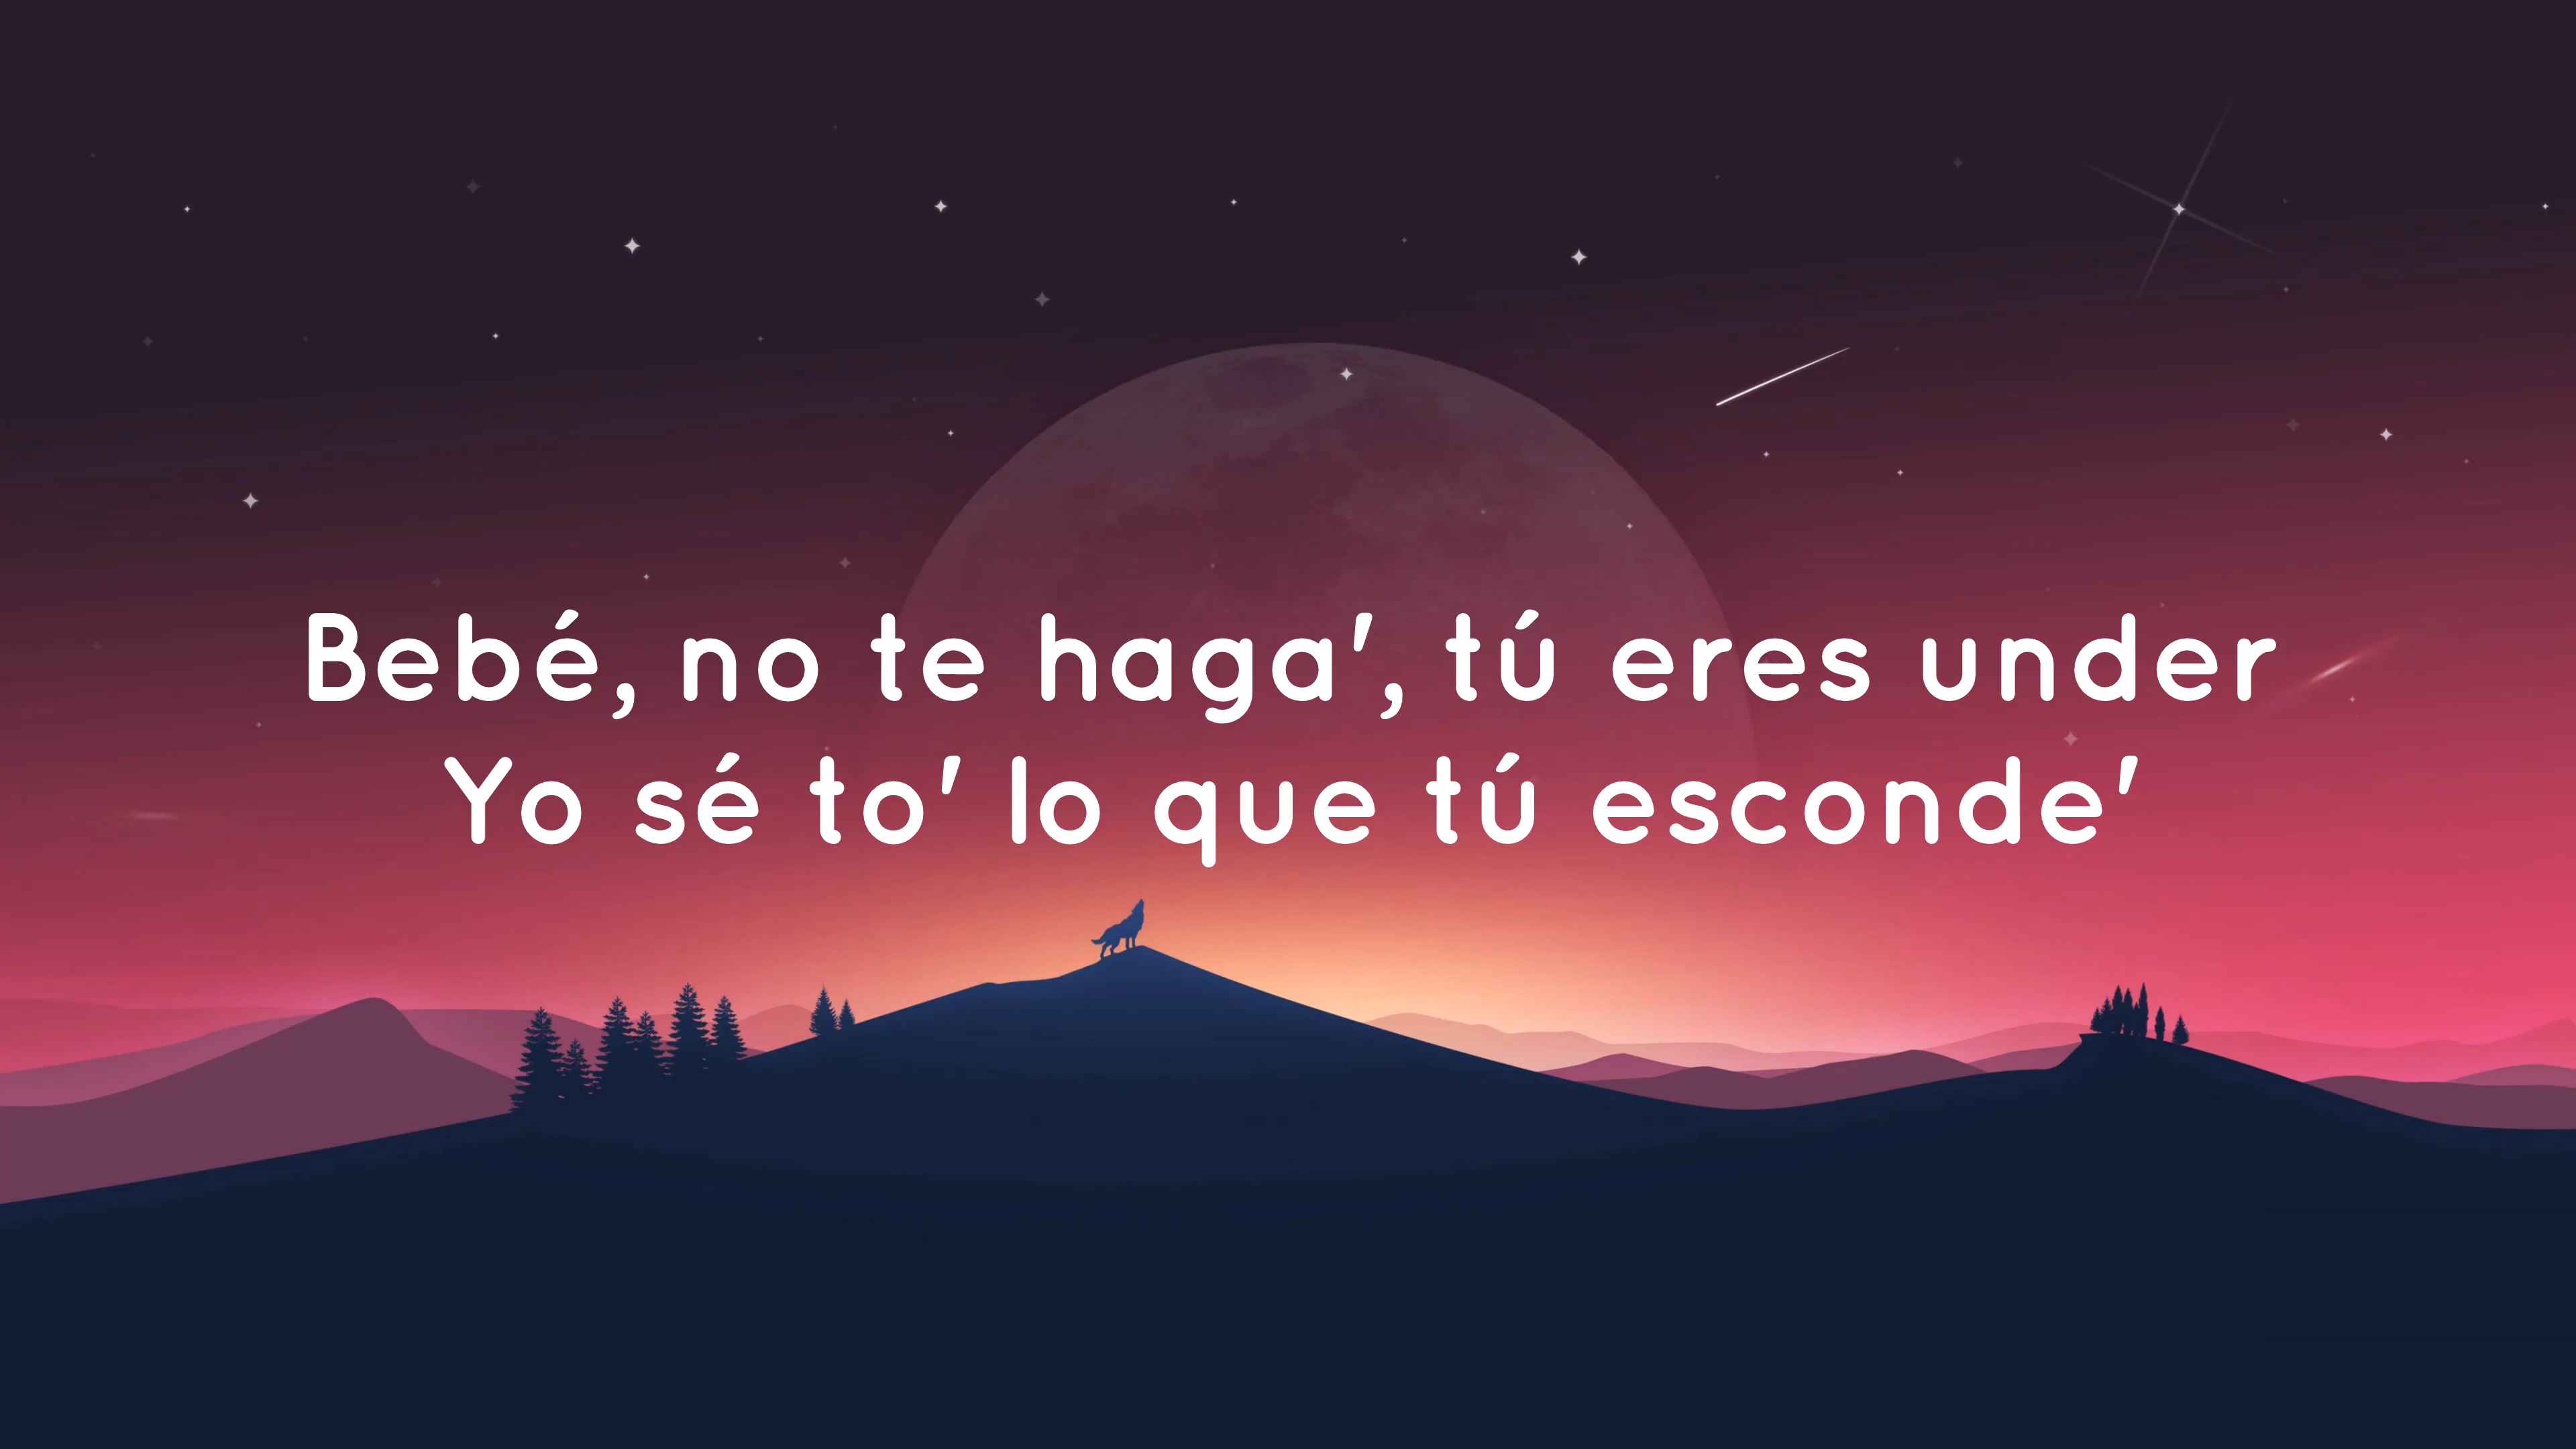 Bebé, no te haga', tú eres under
Yo sé to' lo que tú esconde'